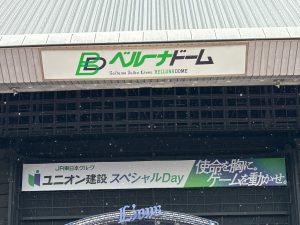 ベルーナドーム
Saitama Seibu Lions BELLUNADOME
JR東日本グループ
ユニオン建設 スペシャルDay
使命を胸に、
ゲームを動かせ。
Lions